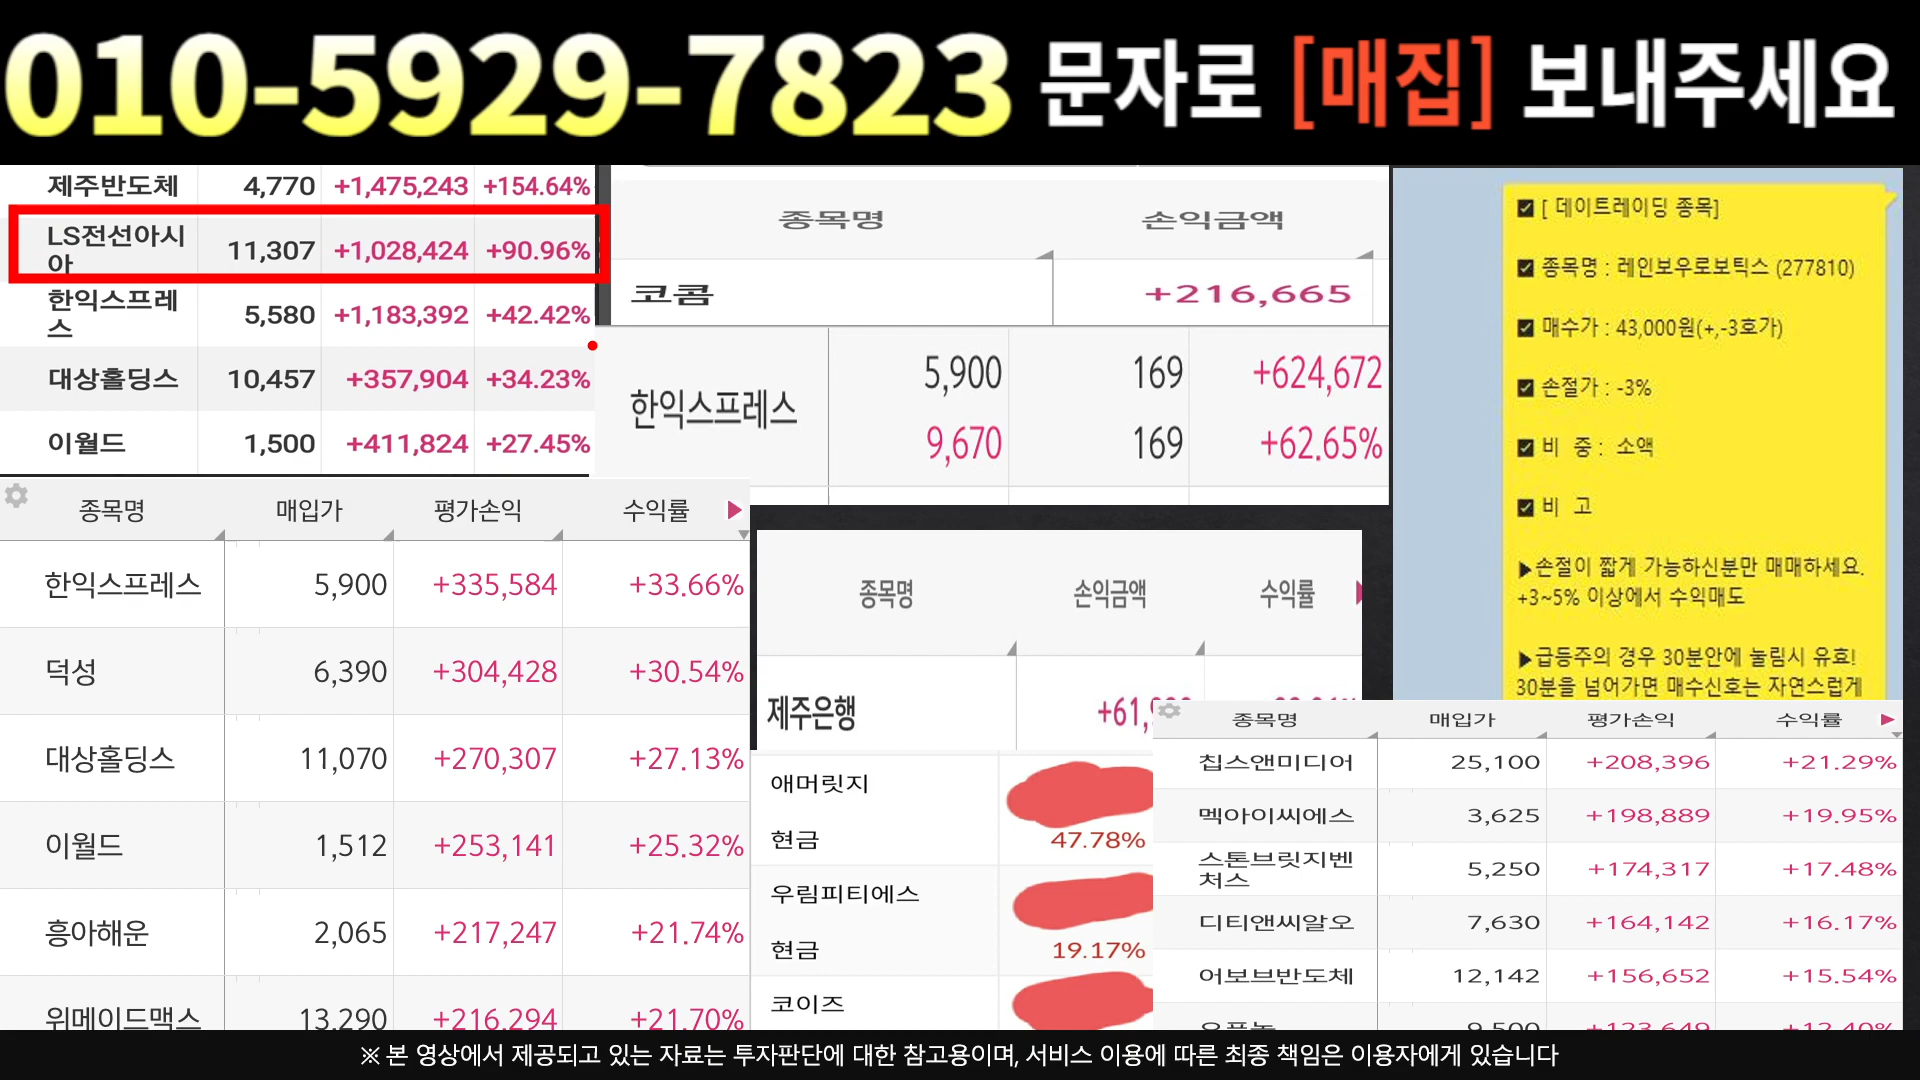 010-5929-7823 문자로 [매집] 보내주세요
제주반도체 4,770 +1,475,243 +154.64%
LS전선아시
아 11,307 +1,028,424 +90.96%
한익스프레
스 5,580 +1,183,392 +42.42%
대상홀딩스 10,457 +357,904 +34.23%
이월드 1,500 +411,824 +27.45%
종목명 손익금액
코콤 +216,665
한익스프레스
5,900 169 +624,672
9,670 169 +62.65%
☑ [ 데이트레이딩 종목]
☑ 종목명 : 레인보우로보틱스 (277810)
☑ 매수가 : 43,000원(+,-3호가)
☑ 손절가 : -3%
☑ 비 중 : 소액
☑ 비 고
▶손절이 짧게 가능하신분만 매매하세요.
+3~5% 이상에서 수익매도
▶급등주의 경우 30분안에 눌림시 유효!
30분을 넘어가면 매수신호는 자연스럽게
종목명 매입가 평가손익 수익률
한익스프레스 5,900 +335,584 +33.66%
덕성 6,390 +304,428 +30.54%
대상홀딩스 11,070 +270,307 +27.13%
이월드 1,512 +253,141 +25.32%
흥아해운 2,065 +217,247 +21.74%
위메이드맥스 13,290 +216,294 +21.70%
종목명 손익금액 수익률
제주은행 +61,
애머릿지
현금 47.78%
우림피티에스
현금 19.17%
코이즈
종목명 매입가 평가손익 수익률
칩스앤미디어 25,100 +208,396 +21.29%
멕아이씨에스 3,625 +198,889 +19.95%
스톤브릿지벤
처스 5,250 +174,317 +17.48%
디티앤씨알오 7,630 +164,142 +16.17%
어보브반도체 12,142 +156,652 +15.54%
※ 본 영상에서 제공되고 있는 자료는 투자판단에 대한 참고용이며, 서비스 이용에 따른 최종 책임은 이용자에게 있습니다